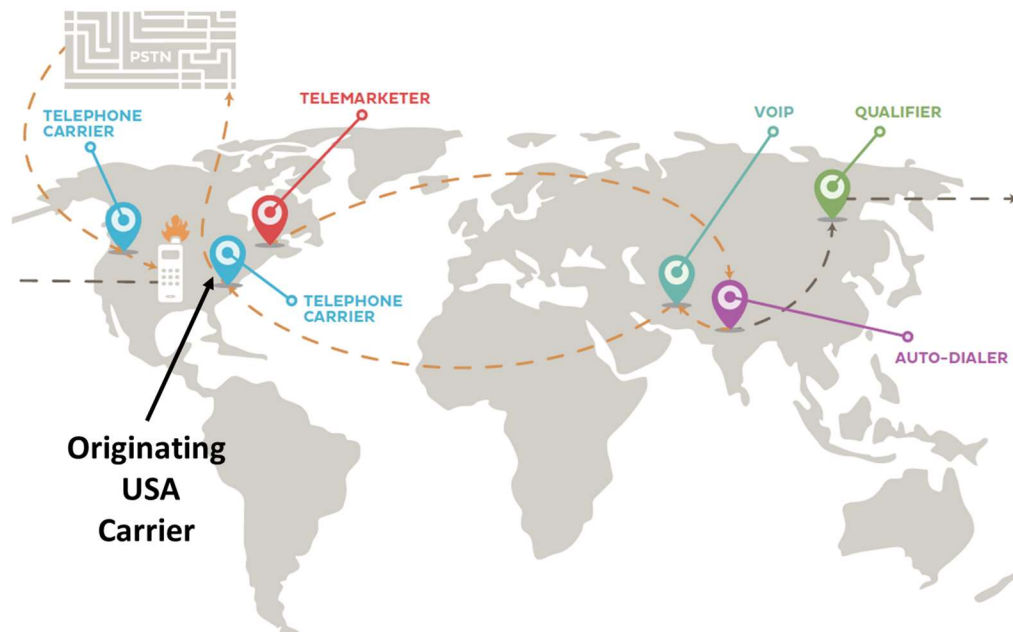 PSTN
TELEPHONE
CARRIER
TELEMARKETER
VOIP
QUALIFIER
TELEPHONE
CARRIER
AUTO-DIALER
Originating
USA
Carrier